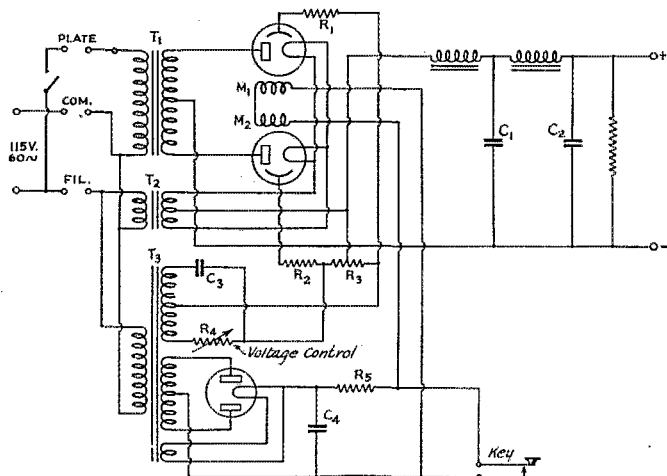 PLATE
COM.
115V.
60~
FIL.
T1
T2
T3
R1
M1
M2
C1
C2
+
-
R2
R3
C3
R4
Voltage Control
R5
C4
Key